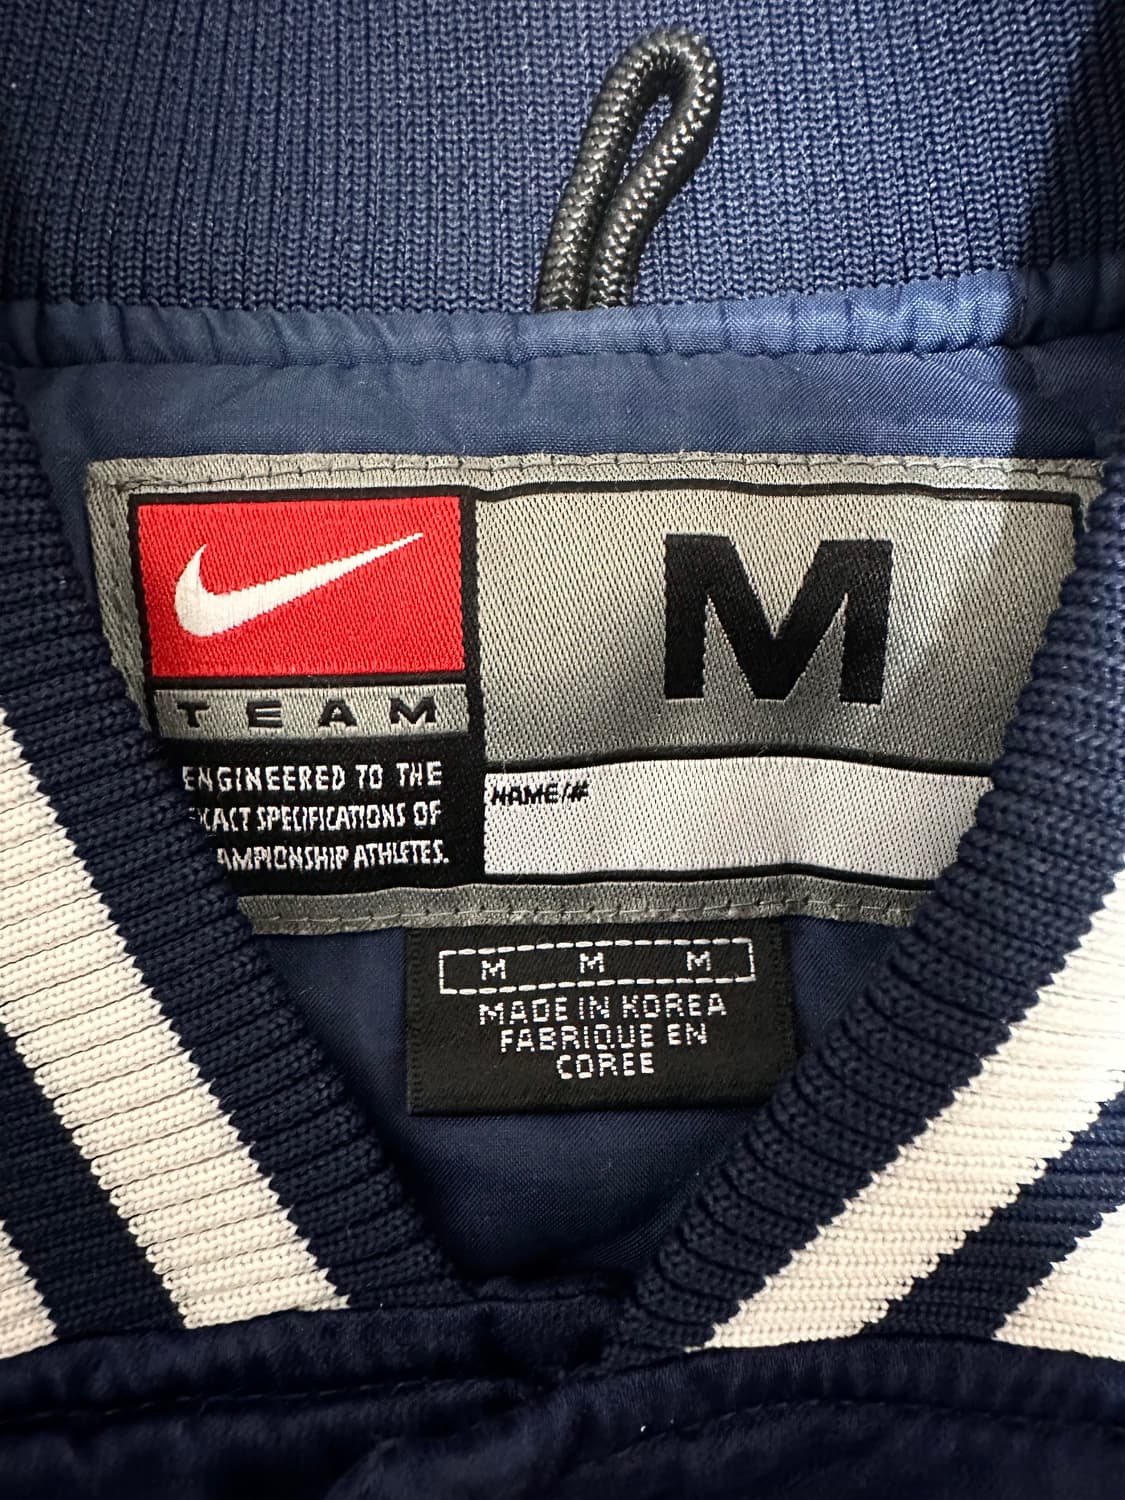 M
TEAM
ENGINEERED TO THE
SPECIFICATIONS OF
ATHLETES.
NAME/#
M M M
MADE IN KOREA
FABRIQUE EN
COREE